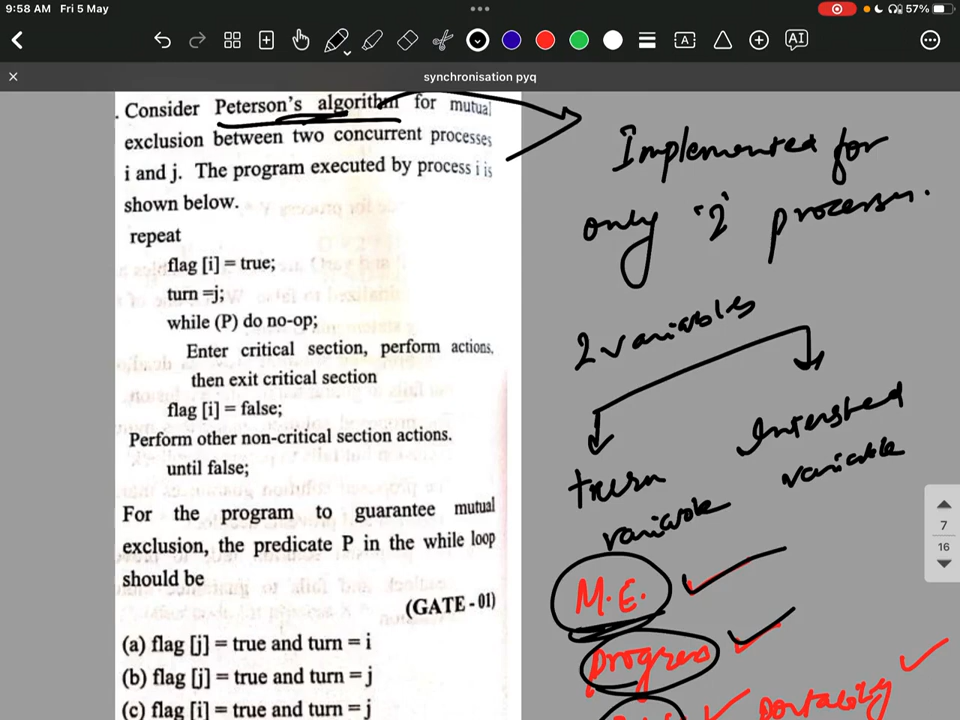 9:58 AM Fri 5 May
57%
synchronisation pyq
. Consider Peterson's algorithm for mutual
exclusion between two concurrent processes
i and j. The program executed by process i is
shown below.
repeat
flag [i] = true;
turn =j;
while (P) do no-op;
Enter critical section, perform actions,
then exit critical section
flag [i] = false;
Perform other non-critical section actions.
until false;
For the program to guarantee mutual
exclusion, the predicate P in the while loop
should be
(GATE - 01)
(a) flag [j] = true and turn = i
(b) flag [j] = true and turn = j
(c) flag [i] = true and turn = j
Implemented for
only '2' processes.
2 variables
turn
variable
Interested
variable
M.E.
progress
portability
7
16
A
AI